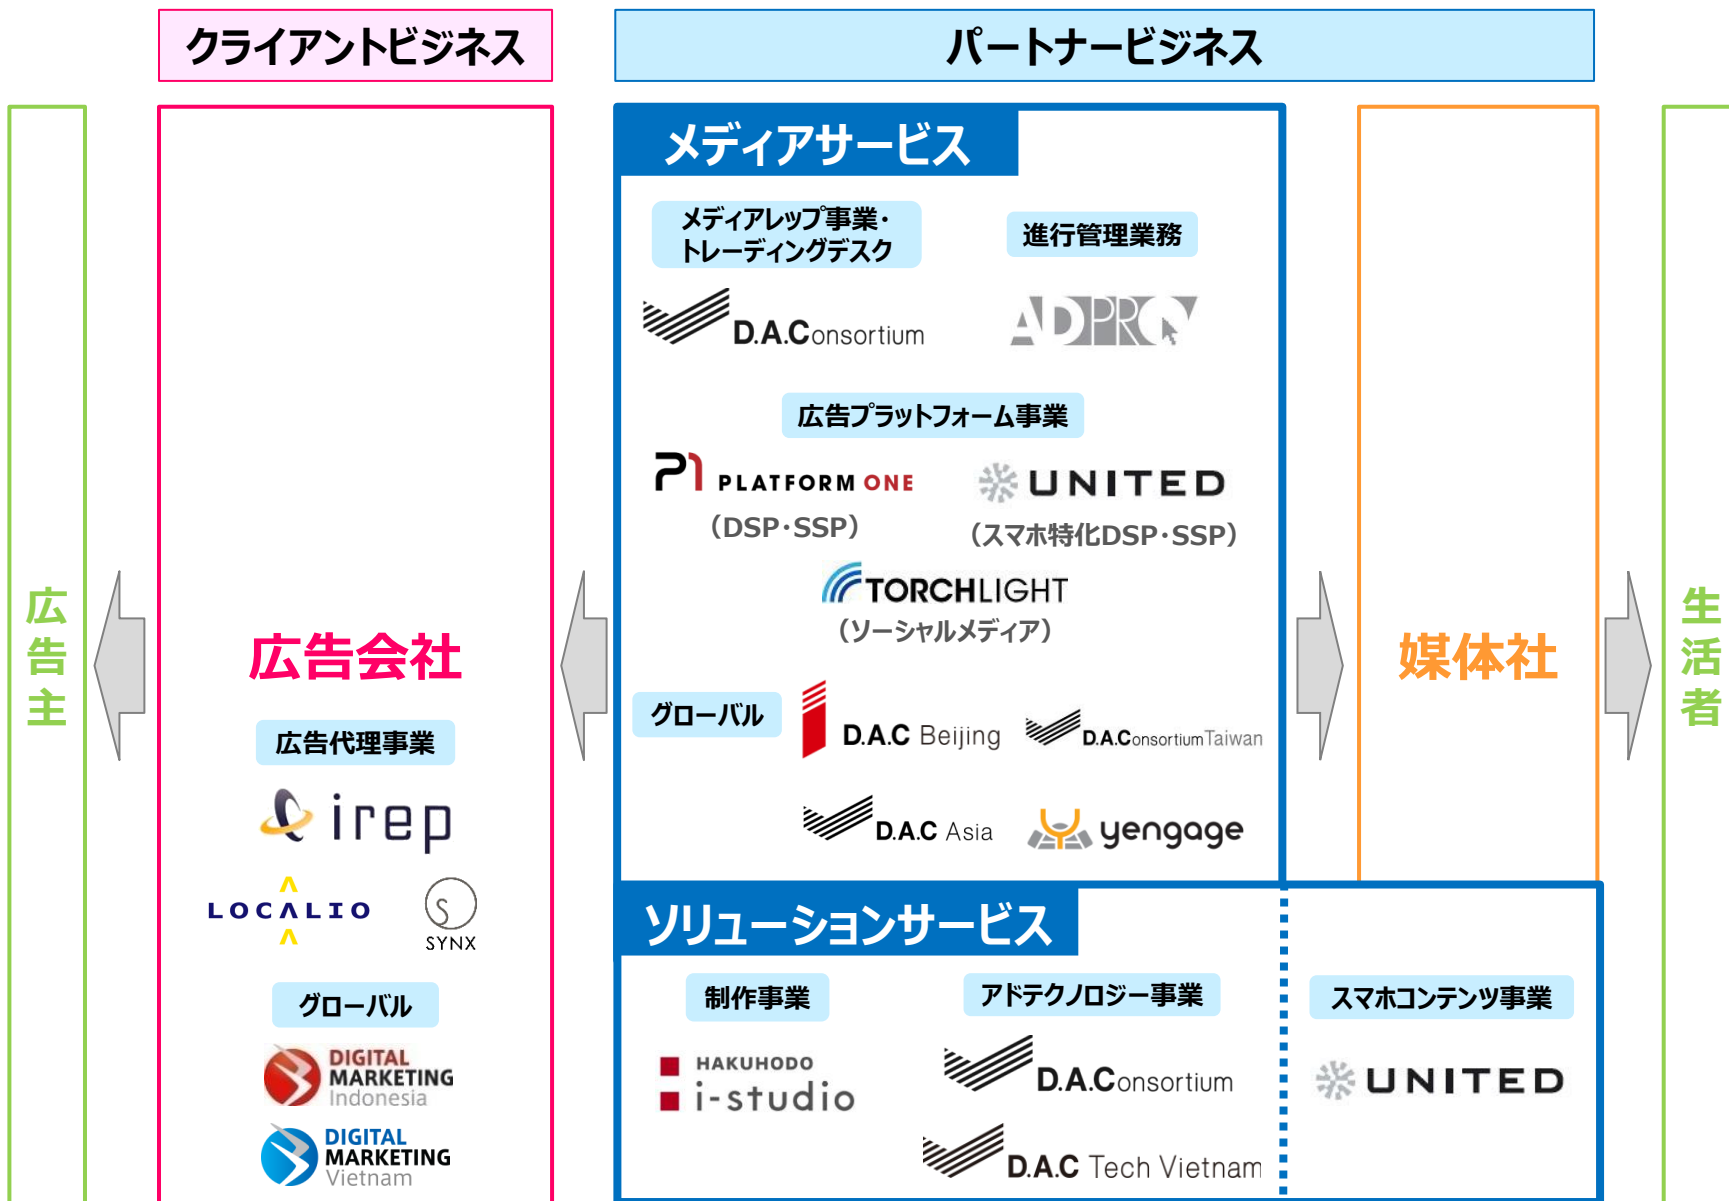 クライアントビジネス
パートナービジネス
広告主
広告会社
広告代理事業
irep
LOCALIO
SYNX
グローバル
DIGITAL
MARKETING
Indonesia
DIGITAL
MARKETING
Vietnam
メディアサービス
メディアレップ事業・
トレーディングデスク
D.A.Consortium
進行管理業務
ADPRO
広告プラットフォーム事業
P1 PLATFORM ONE
（DSP・SSP）
UNITED
（スマホ特化DSP・SSP）
TORCHLIGHT
（ソーシャルメディア）
グローバル
D.A.C Beijing
D.A.ConsortiumTaiwan
D.A.C Asia
yengage
ソリューションサービス
制作事業
HAKUHODO
i-studio
アドテクノロジー事業
D.A.Consortium
D.A.C Tech Vietnam
スマホコンテンツ事業
UNITED
媒体社
生活者